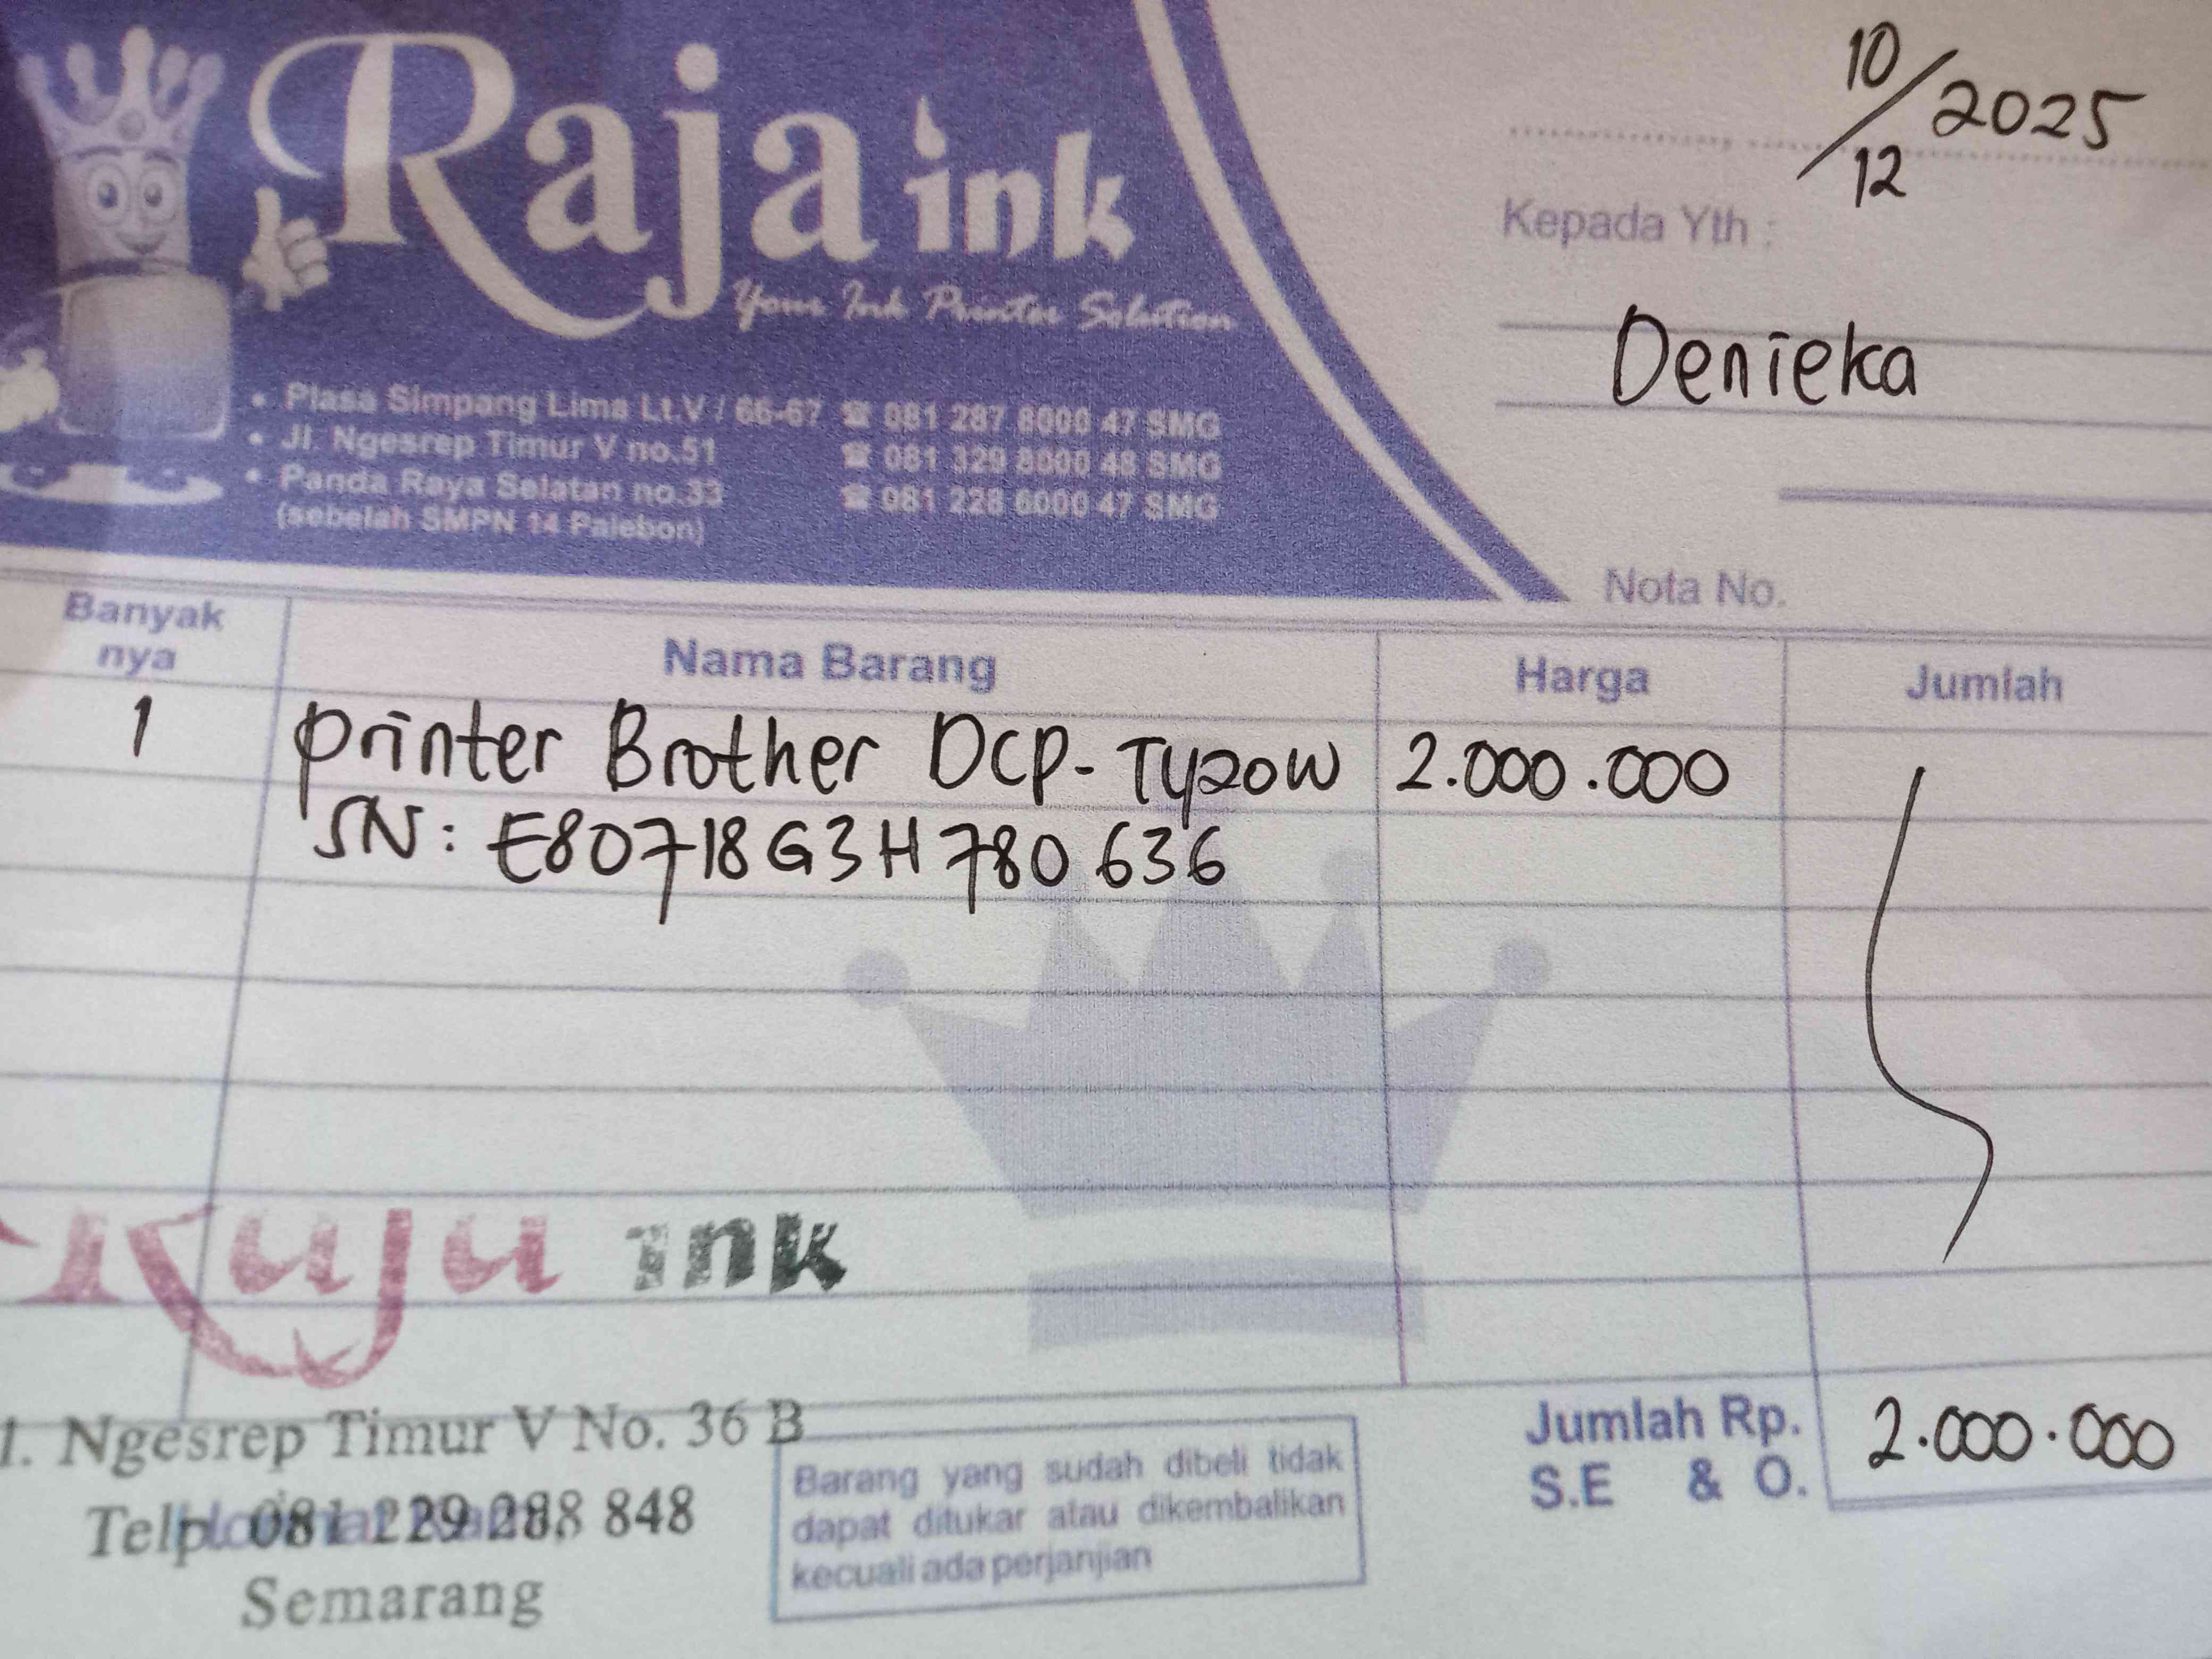 Raja ink
Your Ink Printer Solution
• Plasa Simpang Lima Lt.V / 66-67 ☎ 081 287 8000 47 SMG
• Jl. Ngesrep Timur V no.51 ☎ 081 329 8000 48 SMG
• Panda Raya Selatan no.33 ☎ 081 228 6000 47 SMG
(sebelah SMPN 14 Palebon)
10/12 2025
Kepada Yth :
Denieka
Nota No.
Banyak nya Nama Barang Harga Jumlah
1 printer Brother DCP-T420W 2.000.000
SN: E80718G3H780636
Raja ink
l. Ngesrep Timur V No. 36 B
Telp. 081 229 288 848
Semarang
Barang yang sudah dibeli tidak
dapat ditukar atau dikembalikan
kecuali ada perjanjian
Jumlah Rp. 2.000.000
S.E & O.